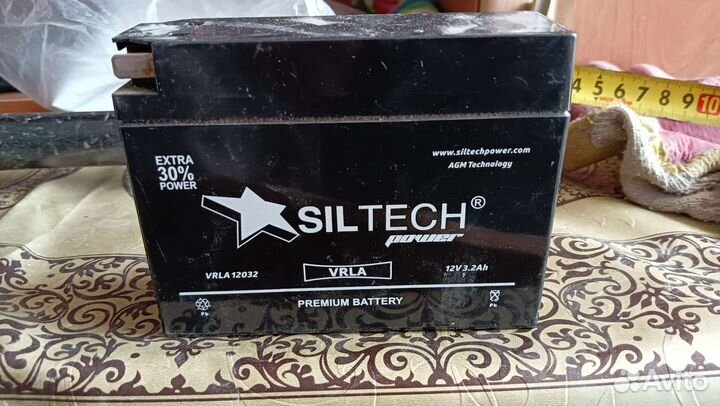 4 5 6 7 8 9 10
www.siltechpower.com
AGM Technology
EXTRA
30%
POWER
SILTECH®
power
VRLA 12032
VRLA
12V 3.2Ah
PREMIUM BATTERY
Pb
Pb
Avito